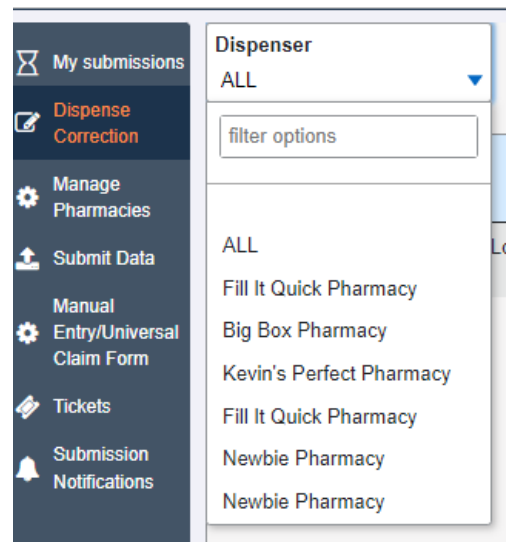 My submissions
Dispense
Correction
Manage
Pharmacies
Submit Data
Manual
Entry/Universal
Claim Form
Tickets
Submission
Notifications
Dispenser
ALL
filter options
ALL
Fill It Quick Pharmacy
Big Box Pharmacy
Kevin's Perfect Pharmacy
Fill It Quick Pharmacy
Newbie Pharmacy
Newbie Pharmacy